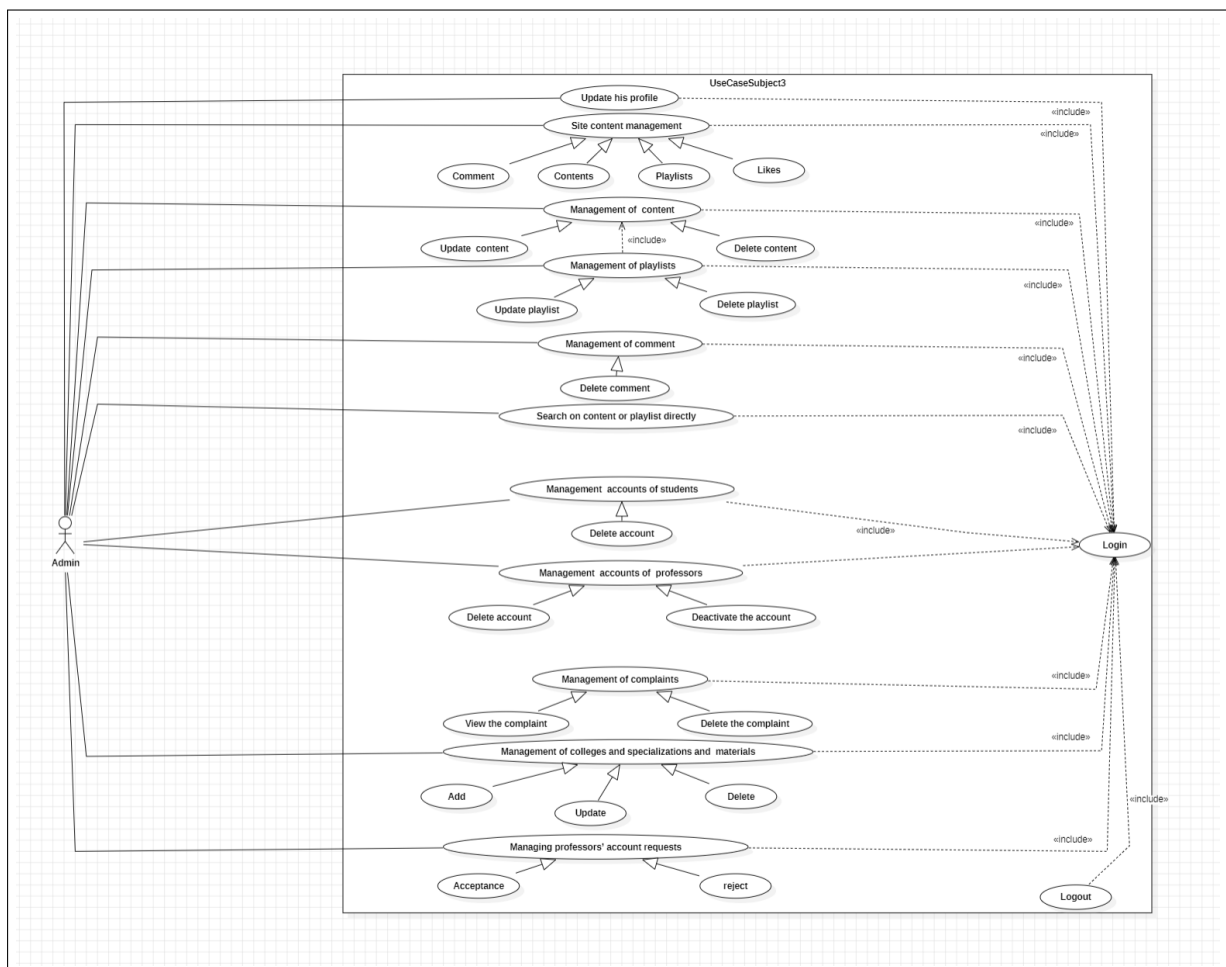 UseCaseSubject3
Update his profile
«include»
Site content management
«include»
Comment
Contents
Playlists
Likes
Management of  content
«include»
Update  content
«include»
Delete content
Management of playlists
«include»
Update playlist
Delete playlist
Management of comment
«include»
Delete comment
Search on content or playlist directly
«include»
Management  accounts of students
«include»
Delete account
Admin
Login
Management  accounts of  professors
Delete account
Deactivate the account
Management of complaints
«include»
View the complaint
Delete the complaint
Management of colleges and specializations and  materials
«include»
Add
Update
Delete
«include»
Managing professors' account requests
«include»
Acceptance
reject
Logout